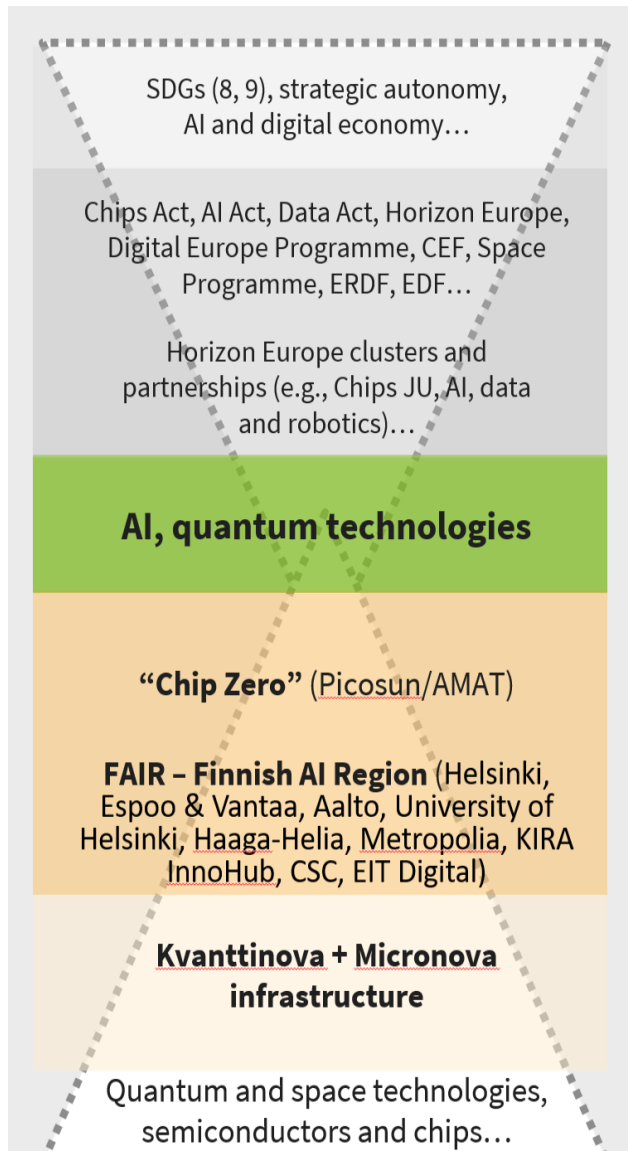 SDGs (8, 9), strategic autonomy,
AI and digital economy…
Chips Act, AI Act, Data Act, Horizon Europe,
Digital Europe Programme, CEF, Space
Programme, ERDF, EDF…
Horizon Europe clusters and
partnerships (e.g., Chips JU, AI, data
and robotics)…
AI, quantum technologies
“Chip Zero” (Picosun/AMAT)
FAIR – Finnish AI Region (Helsinki,
Espoo & Vantaa, Aalto, University of
Helsinki, Haaga-Helia, Metropolia, KIRA
InnoHub, CSC, EIT Digital)
Kvanttinova + Micronova
infrastructure
Quantum and space technologies,
semiconductors and chips…